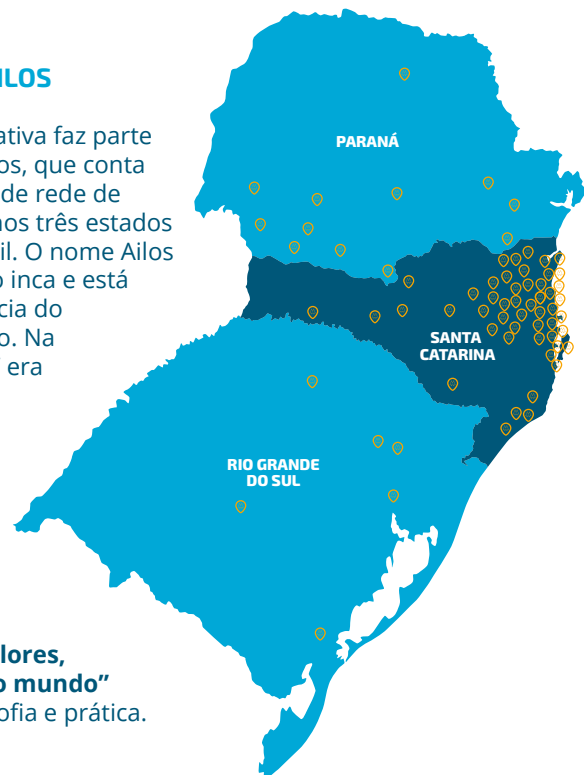 ILOS
ativa faz parte
os, que conta
de rede de
nos três estados
il. O nome Ailos
o inca e está
cia do
o. Na
era
lores,
o mundo”
ofia e prática.
PARANÁ
SANTA
CATARINA
RIO GRANDE
DO SUL